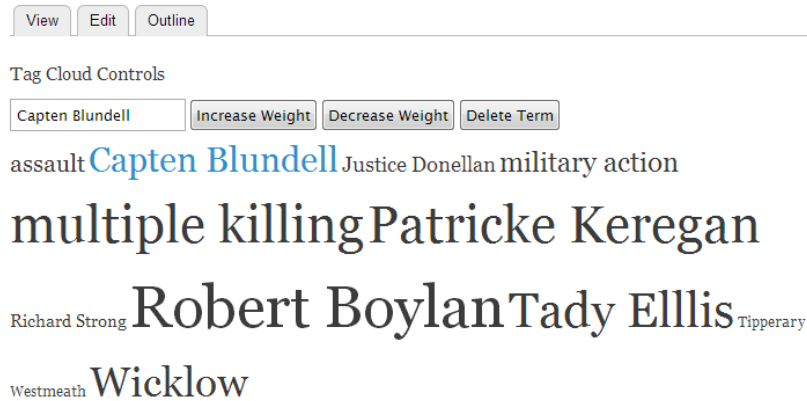 View Edit Outline
Tag Cloud Controls
Capten Blundell Increase Weight Decrease Weight Delete Term
assault Capten Blundell Justice Donellan military action
multiple killing Patricke Keregan
Richard Strong Robert Boylan Tady Elllis Tipperary
Westmeath Wicklow